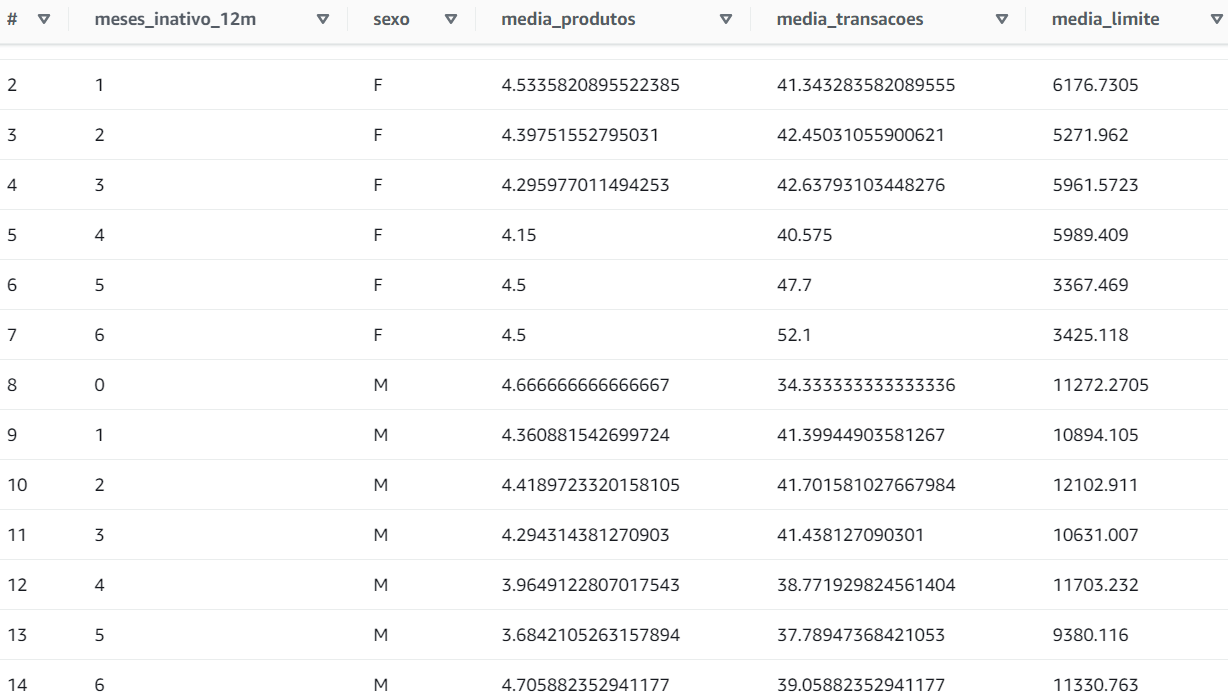 # meses_inativo_12m sexo media_produtos media_transacoes media_limite
2 1 F 4.5335820895522385 41.343283582089555 6176.7305
3 2 F 4.39751552795031 42.45031055900621 5271.962
4 3 F 4.295977011494253 42.63793103448276 5961.5723
5 4 F 4.15 40.575 5989.409
6 5 F 4.5 47.7 3367.469
7 6 F 4.5 52.1 3425.118
8 0 M 4.666666666666667 34.333333333333336 11272.2705
9 1 M 4.360881542699724 41.39944903581267 10894.105
10 2 M 4.4189723320158105 41.701581027667984 12102.911
11 3 M 4.294314381270903 41.438127090301 10631.007
12 4 M 3.9649122807017543 38.771929824561404 11703.232
13 5 M 3.6842105263157894 37.78947368421053 9380.116
14 6 M 4.705882352941177 39.05882352941177 11330.763